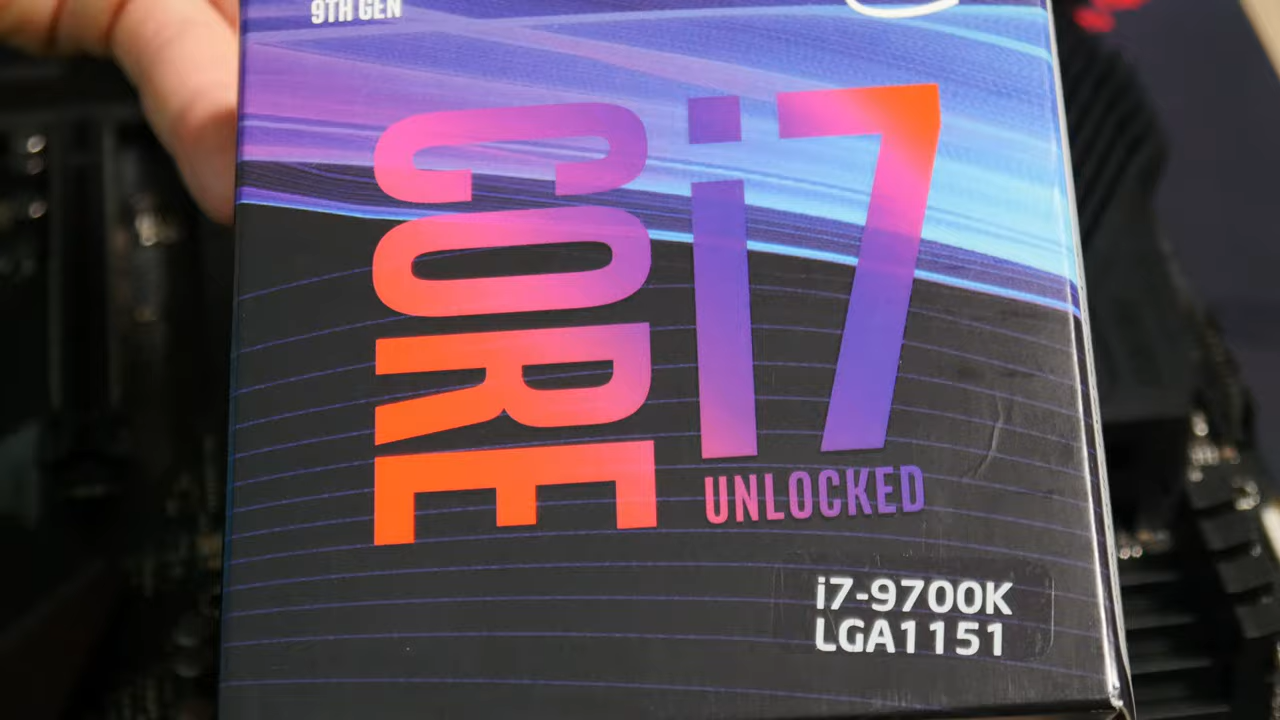 9TH GEN
CORE i7
UNLOCKED
i7-9700K
LGA1151